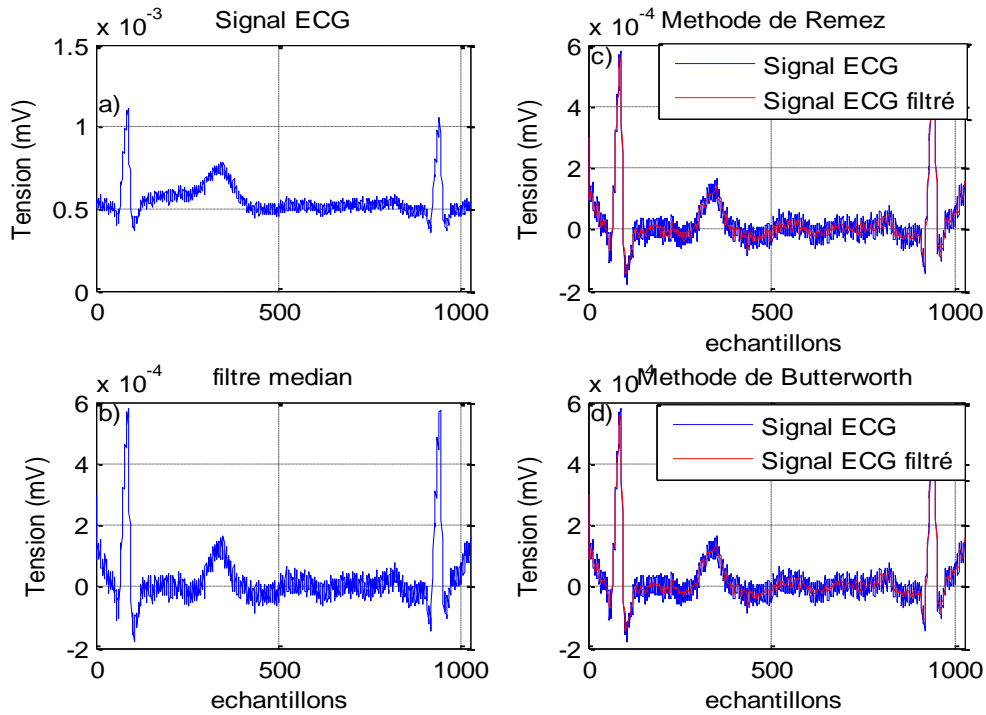 Signal ECG
x 10^-3
a)
Tension (mV)
1.5
1
0.5
0
0
500
1000
Methode de Remez
x 10^-4
c)
Signal ECG
Signal ECG filtré
Tension (mV)
6
4
2
0
-2
0
500
1000
echantillons
filtre median
x 10^-4
b)
Tension (mV)
6
4
2
0
-2
0
500
1000
echantillons
Methode de Butterworth
x 10^-4
d)
Signal ECG
Signal ECG filtré
Tension (mV)
6
4
2
0
-2
0
500
1000
echantillons